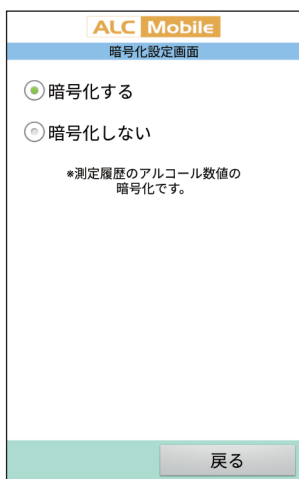 ALC Mobile
暗号化設定画面
暗号化する
暗号化しない
*測定履歴のアルコール数値の
暗号化です。
戻る